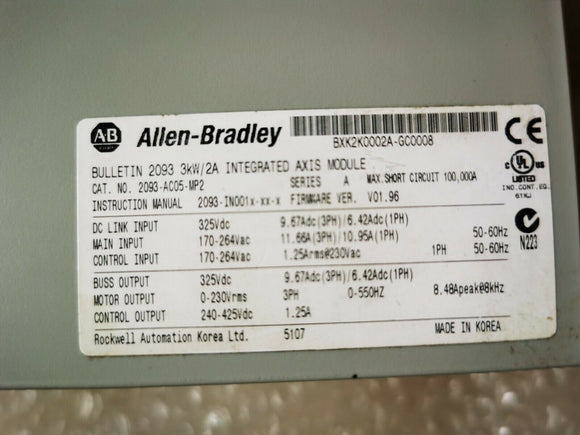 AB Allen-Bradley BXK2K0002A-GC0008 CE
BULLETIN 2093 3kW/2A INTEGRATED AXIS MODULE
CAT. NO. 2093-AC05-MP2 SERIES A MAX.SHORT CIRCUIT 100,000A
INSTRUCTION MANUAL 2093-IN001x-xx-x FIRMWARE VER. V01.96
c UL US
LISTED
IND.CONT.EQ.
61KJ
DC LINK INPUT 325Vdc 9.67Adc(3PH)/6.42Adc(1PH)
MAIN INPUT 170-264Vac 11.66A(3PH)/10.95A(1PH) 50-60Hz
CONTROL INPUT 170-264Vac 1.25Arms@230Vac 1PH 50-60Hz
N223
BUSS OUTPUT 325Vdc 9.67Adc(3PH)/6.42Adc(1PH)
MOTOR OUTPUT 0-230Vrms 3PH 0-550HZ 8.48Apeak@8kHz
CONTROL OUTPUT 240-425Vdc 1.25A
Rockwell Automation Korea Ltd. 5107 MADE IN KOREA